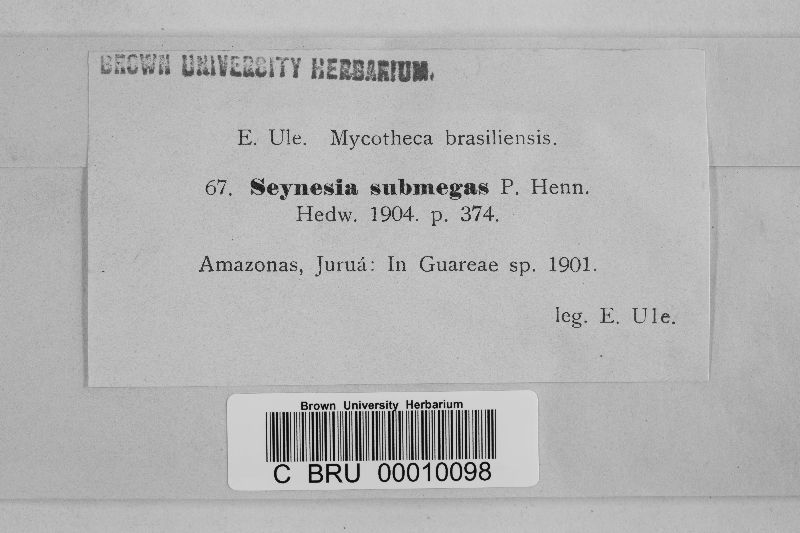 BROWN UNIVERSITY HERBARIUM.
E. Ule. Mycotheca brasiliensis.
67. Seynesia submegas P. Henn.
Hedw. 1904. p. 374.
Amazonas, Juruá: In Guareae sp. 1901.
leg. E. Ule.
Brown University Herbarium
C BRU 00010098